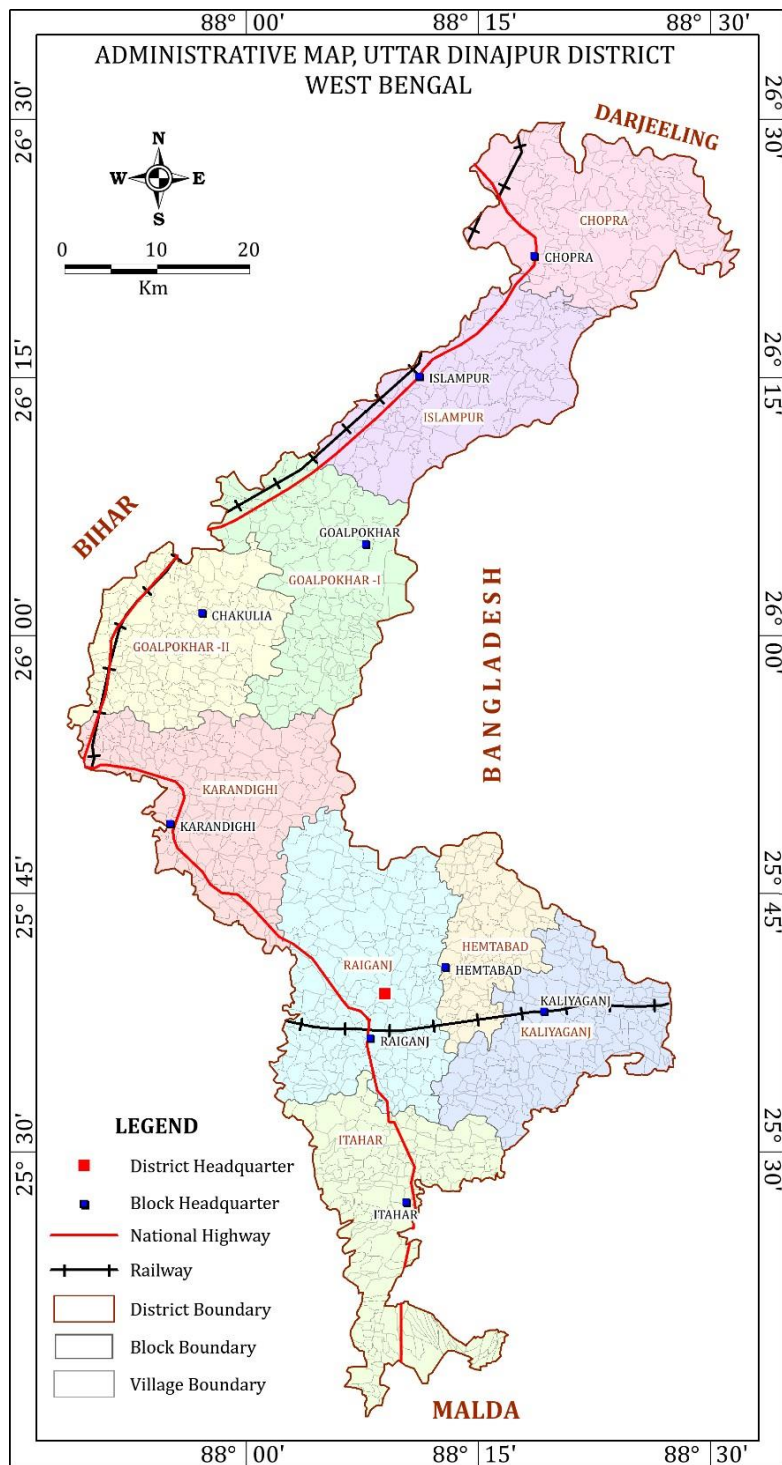 88° 00' 88° 15' 88° 30'
ADMINISTRATIVE MAP, UTTAR DINAJPUR DISTRICT
WEST BENGAL
26° 30'
26° 30'
DARJEELING
N
W E
S
0 10 20
Km
CHOPRA
CHOPRA
26° 15'
26° 15'
ISLAMPUR
ISLAMPUR
BIHAR
GOALPOKHAR
GOALPOKHAR -I
CHAKULIA
GOALPOKHAR -II
26° 00'
26° 00'
BANGLADESH
KARANDIGHI
KARANDIGHI
25° 45'
25° 45'
HEMTABAD
RAIGANJ
HEMTABAD
KALIYAGANJ
KALIYAGANJ
RAIGANJ
25° 30'
25° 30'
ITAHAR
ITAHAR
LEGEND
District Headquarter
Block Headquarter
National Highway
Railway
District Boundary
Block Boundary
Village Boundary
MALDA
88° 00' 88° 15' 88° 30'